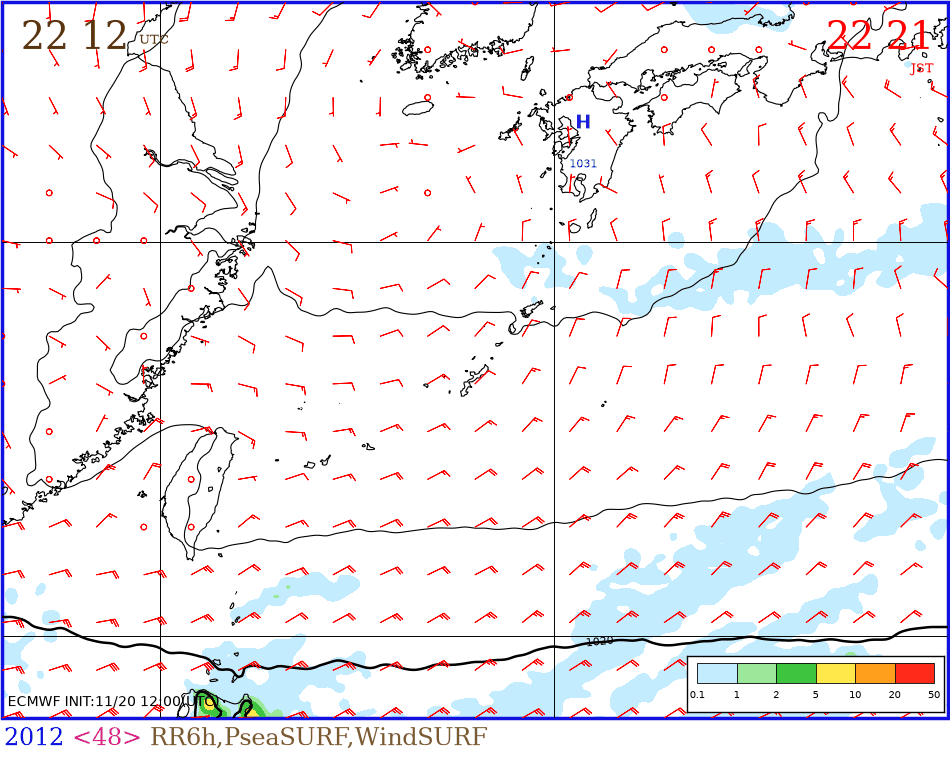 22 12 UTC
22 21
JST
H
1031
1020
0.1 1 2 5 10 20 50
ECMWF INIT:11/20 12:00(UTC)
2012 <48> RR6h,PseaSURF,WindSURF